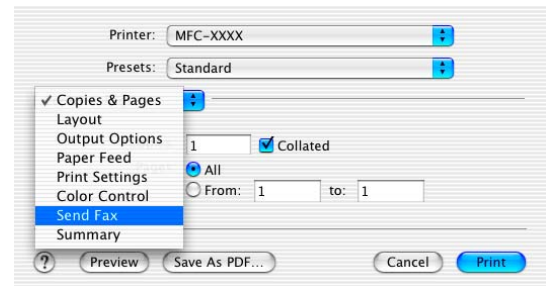 Printer: MFC-XXXX
Presets: Standard
✓ Copies & Pages
Layout
Output Options
1 Collated
Paper Feed
All
Print Settings
From: 1 to: 1
Color Control
Send Fax
Summary
? Preview Save As PDF... Cancel Print